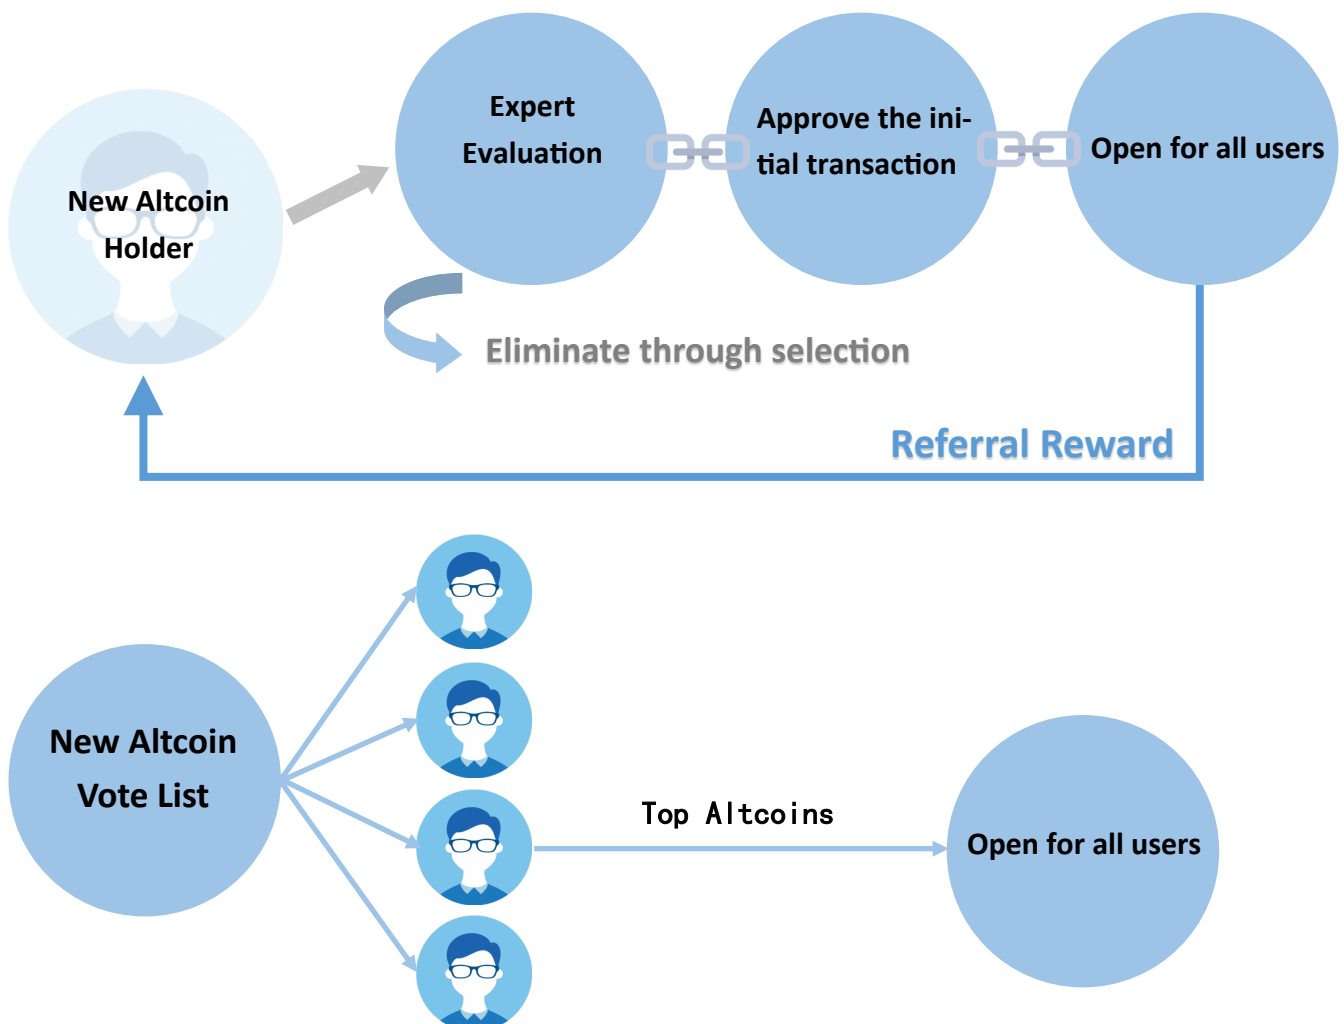 New Altcoin
Holder
Expert
Evaluation
Approve the ini-
tial transaction
Open for all users
Eliminate through selection
Referral Reward
New Altcoin
Vote List
Top Altcoins
Open for all users